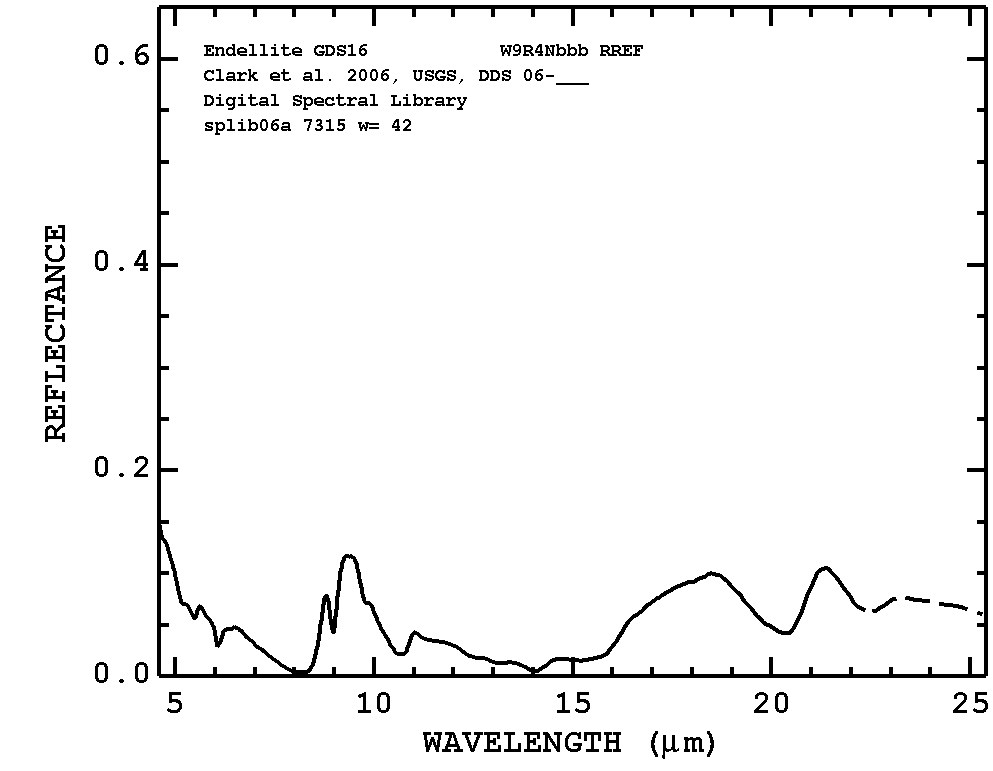 Endellite GDS16 W9R4Nbbb RREF
Clark et al. 2006, USGS, DDS 06-___
Digital Spectral Library
splib06a 7315 w= 42
0.6
0.4
0.2
0.0
REFLECTANCE
5 10 15 20 25
WAVELENGTH (μm)